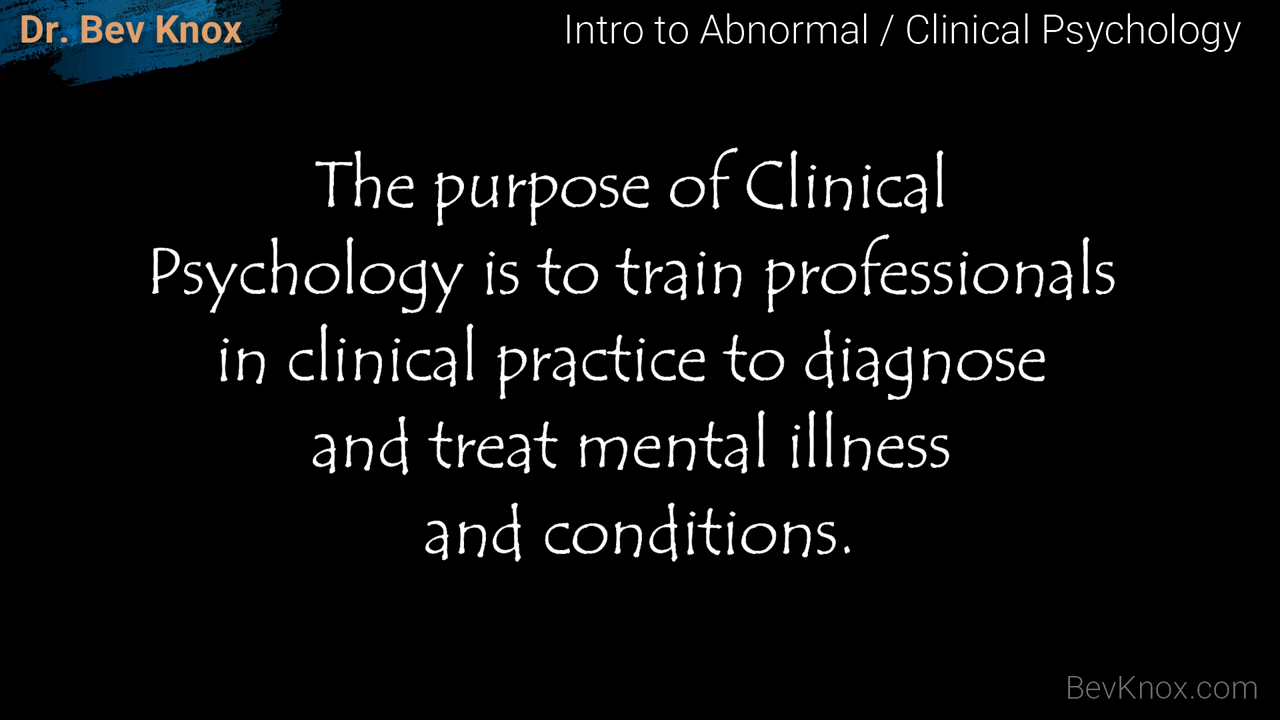 Dr. Bev Knox
Intro to Abnormal / Clinical Psychology
The purpose of Clinical
Psychology is to train professionals
in clinical practice to diagnose
and treat mental illness
and conditions.
BevKnox.com